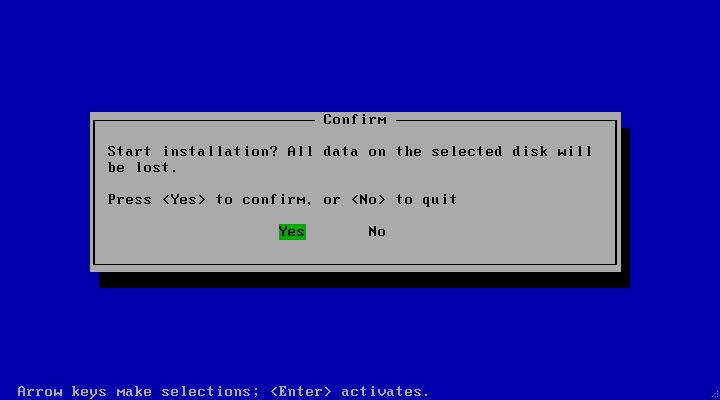 Confirm
Start installation? All data on the selected disk will
be lost.
Press <Yes> to confirm, or <No> to quit
Yes No
Arrow keys make selections; <Enter> activates.